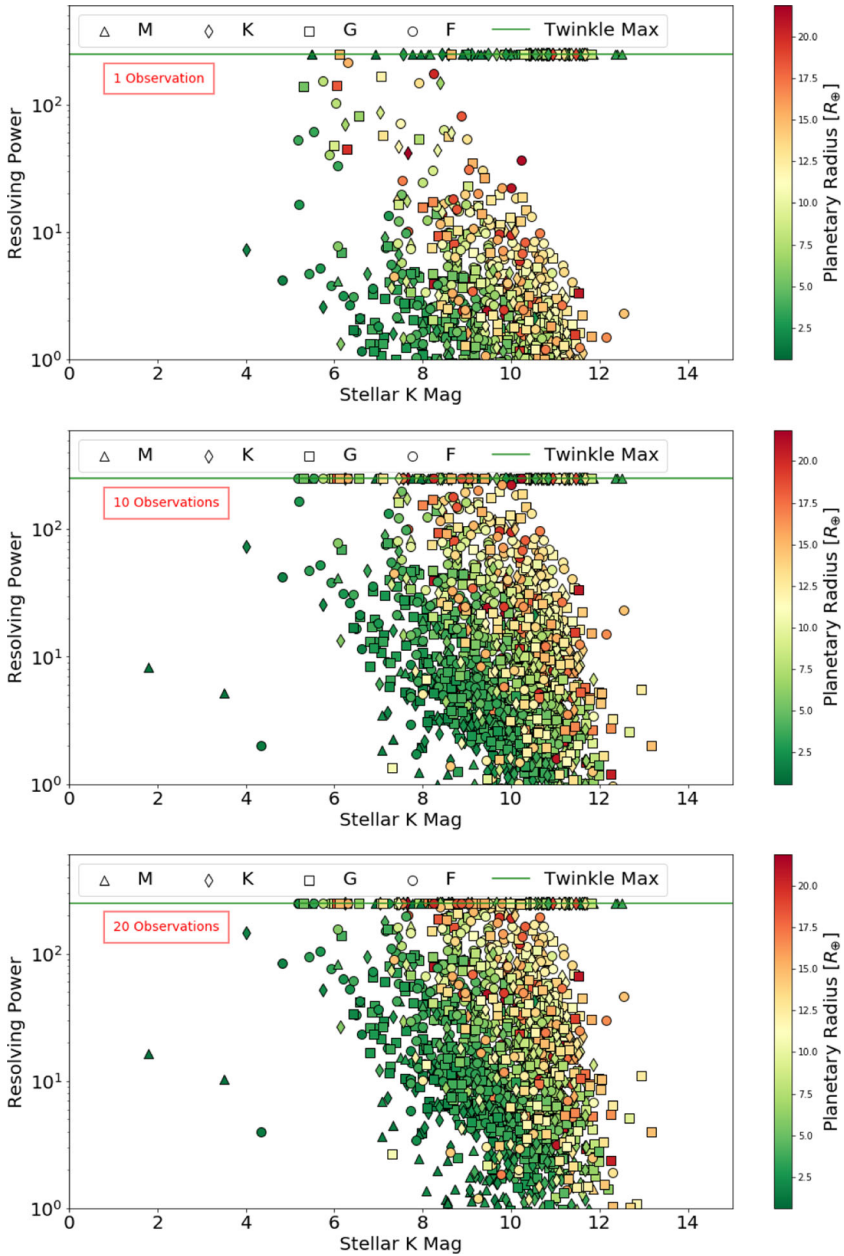 M K G F Twinkle Max
1 Observation
Resolving Power
10² 
10¹
10⁰
0 2 4 6 8 10 12 14
Stellar K Mag
20.0
17.5
15.0
12.5
10.0
7.5
5.0
2.5
Planetary Radius [R⊕]
M K G F Twinkle Max
10 Observations
Resolving Power
10²
10¹
10⁰
0 2 4 6 8 10 12 14
Stellar K Mag
20.0
17.5
15.0
12.5
10.0
7.5
5.0
2.5
Planetary Radius [R⊕]
M K G F Twinkle Max
20 Observations
Resolving Power
10²
10¹
10⁰
0 2 4 6 8 10 12 14
Stellar K Mag
20.0
17.5
15.0
12.5
10.0
7.5
5.0
2.5
Planetary Radius [R⊕]